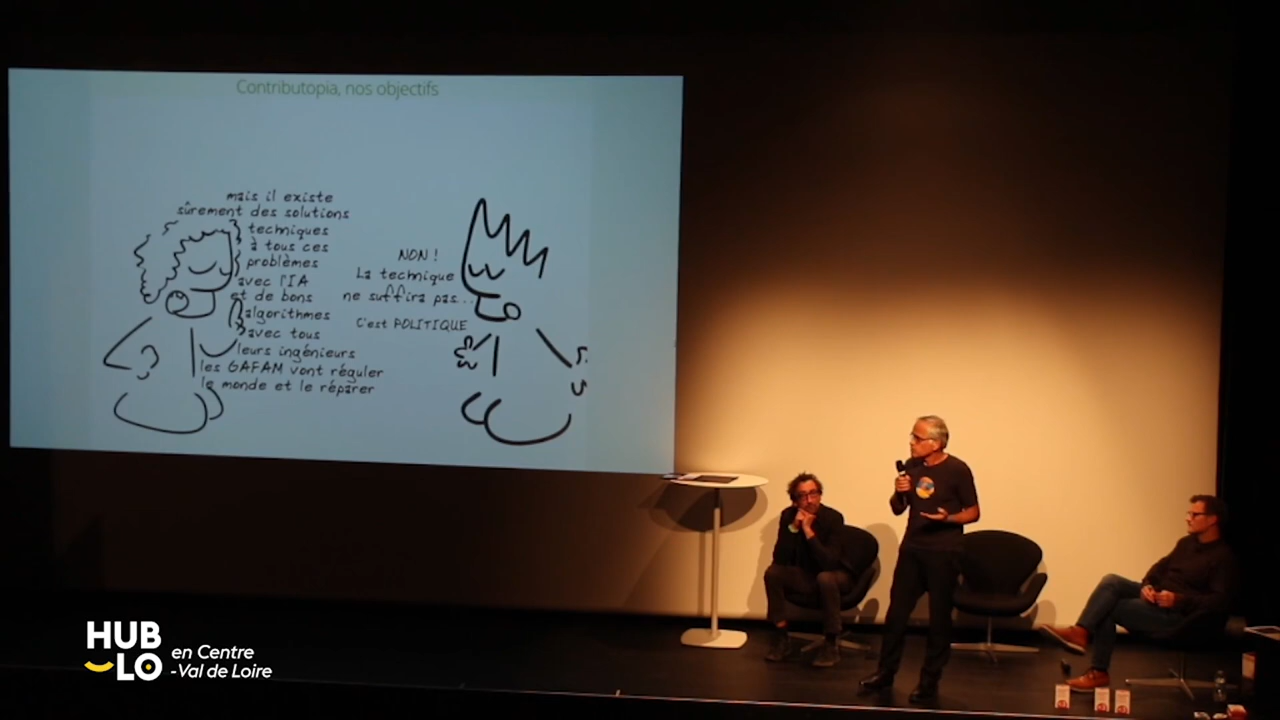 Contributopia, nos objectifs
mais il existe
sûrement des solutions
techniques
à tous ces
problèmes
avec l'IA
et de bons
algorithmes
avec tous
leurs ingénieurs
les GAFAM vont réguler
le monde et le réparer
NON !
La technique
ne suffira pas...
C'est POLITIQUE
HUB
LO
en Centre
-Val de Loire